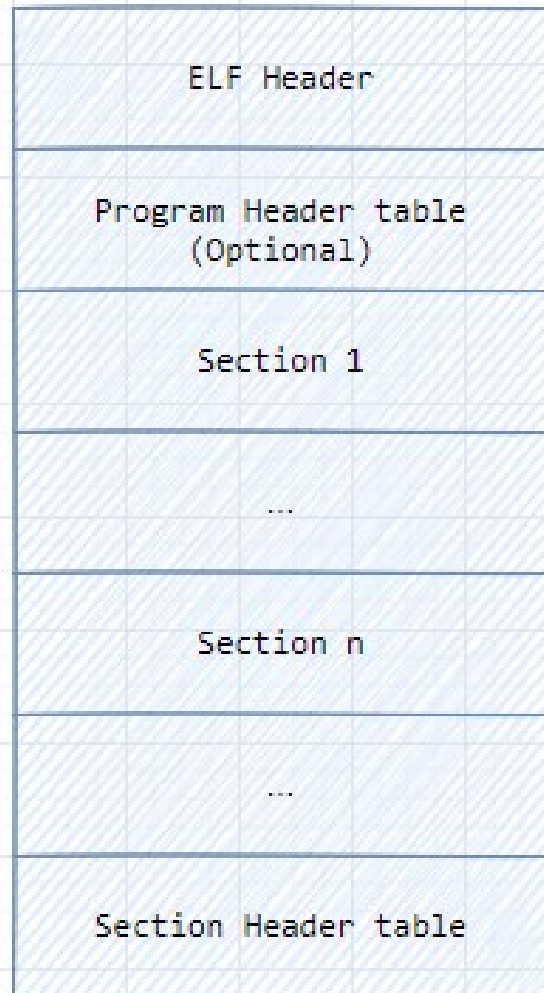 ELF Header
Program Header table
(Optional)
Section 1
...
Section n
...
Section Header table